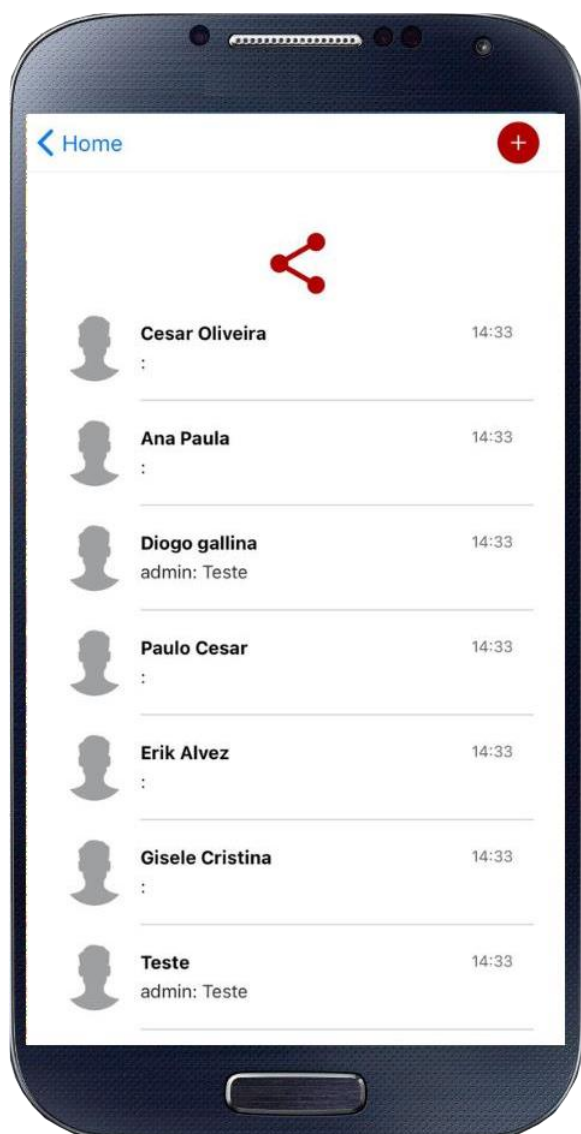 Home
+
Cesar Oliveira 14:33
:
Ana Paula 14:33
:
Diogo gallina 14:33
admin: Teste
Paulo Cesar 14:33
:
Erik Alvez 14:33
:
Gisele Cristina 14:33
:
Teste 14:33
admin: Teste